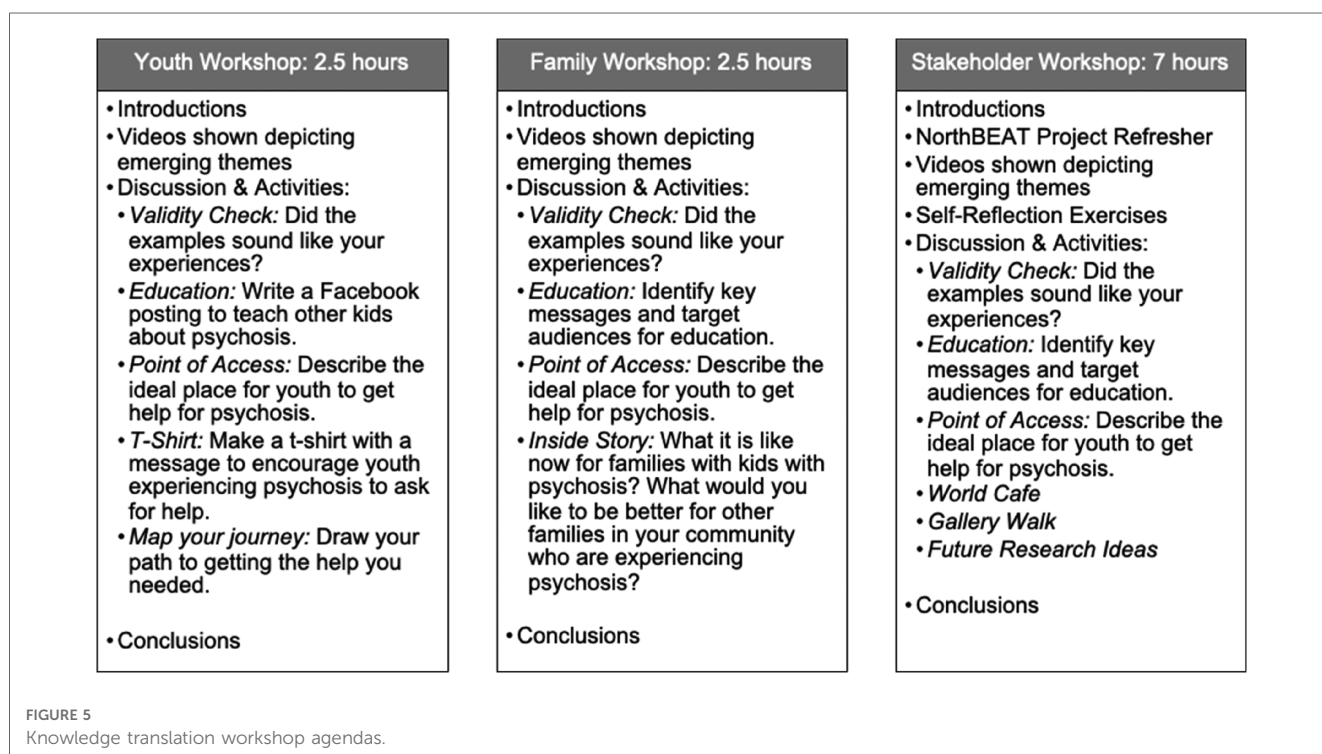 Youth Workshop: 2.5 hours
• Introductions
• Videos shown depicting
emerging themes
• Discussion & Activities:
• Validity Check: Did the
examples sound like your
experiences?
• Education: Write a Facebook
posting to teach other kids
about psychosis.
• Point of Access: Describe the
ideal place for youth to get
help for psychosis.
• T-Shirt: Make a t-shirt with a
message to encourage youth
experiencing psychosis to ask
for help.
• Map your journey: Draw your
path to getting the help you
needed.
• Conclusions
Family Workshop: 2.5 hours
• Introductions
• Videos shown depicting
emerging themes
• Discussion & Activities:
• Validity Check: Did the
examples sound like your
experiences?
• Education: Identify key
messages and target
audiences for education.
• Point of Access: Describe the
ideal place for youth to get
help for psychosis.
• Inside Story: What it is like
now for families with kids with
psychosis? What would you
like to be better for other
families in your community
who are experiencing
psychosis?
• Conclusions
Stakeholder Workshop: 7 hours
• Introductions
• NorthBEAT Project Refresher
• Videos shown depicting
emerging themes
• Self-Reflection Exercises
• Discussion & Activities:
• Validity Check: Did the
examples sound like your
experiences?
• Education: Identify key
messages and target
audiences for education.
• Point of Access: Describe the
ideal place for youth to get
help for psychosis.
• World Cafe
• Gallery Walk
• Future Research Ideas
• Conclusions
FIGURE 5
Knowledge translation workshop agendas.